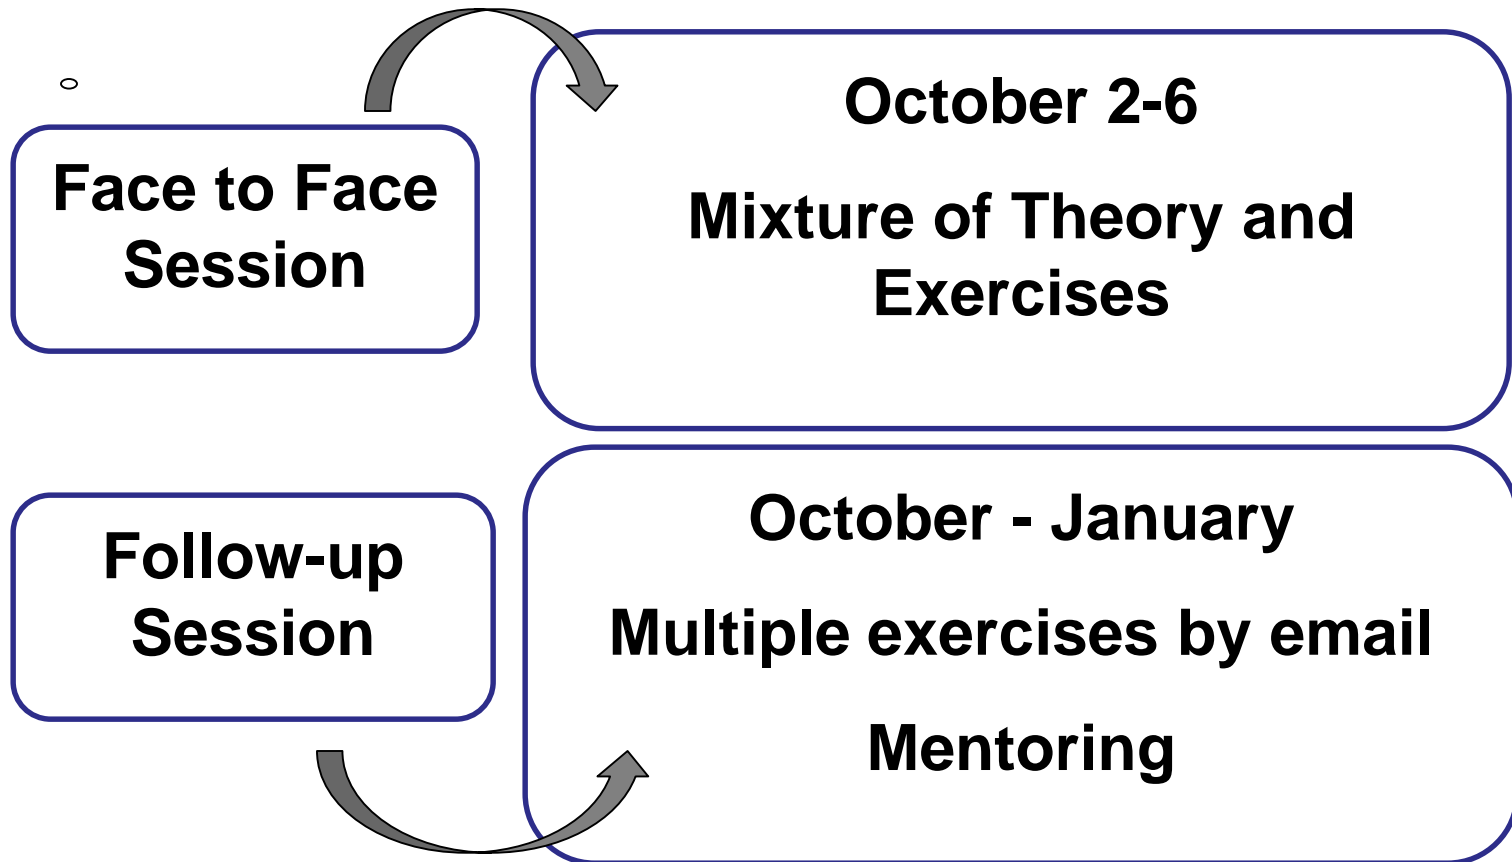 Face to Face
Session
October 2-6
Mixture of Theory and
Exercises
Follow-up
Session
October - January
Multiple exercises by email
Mentoring